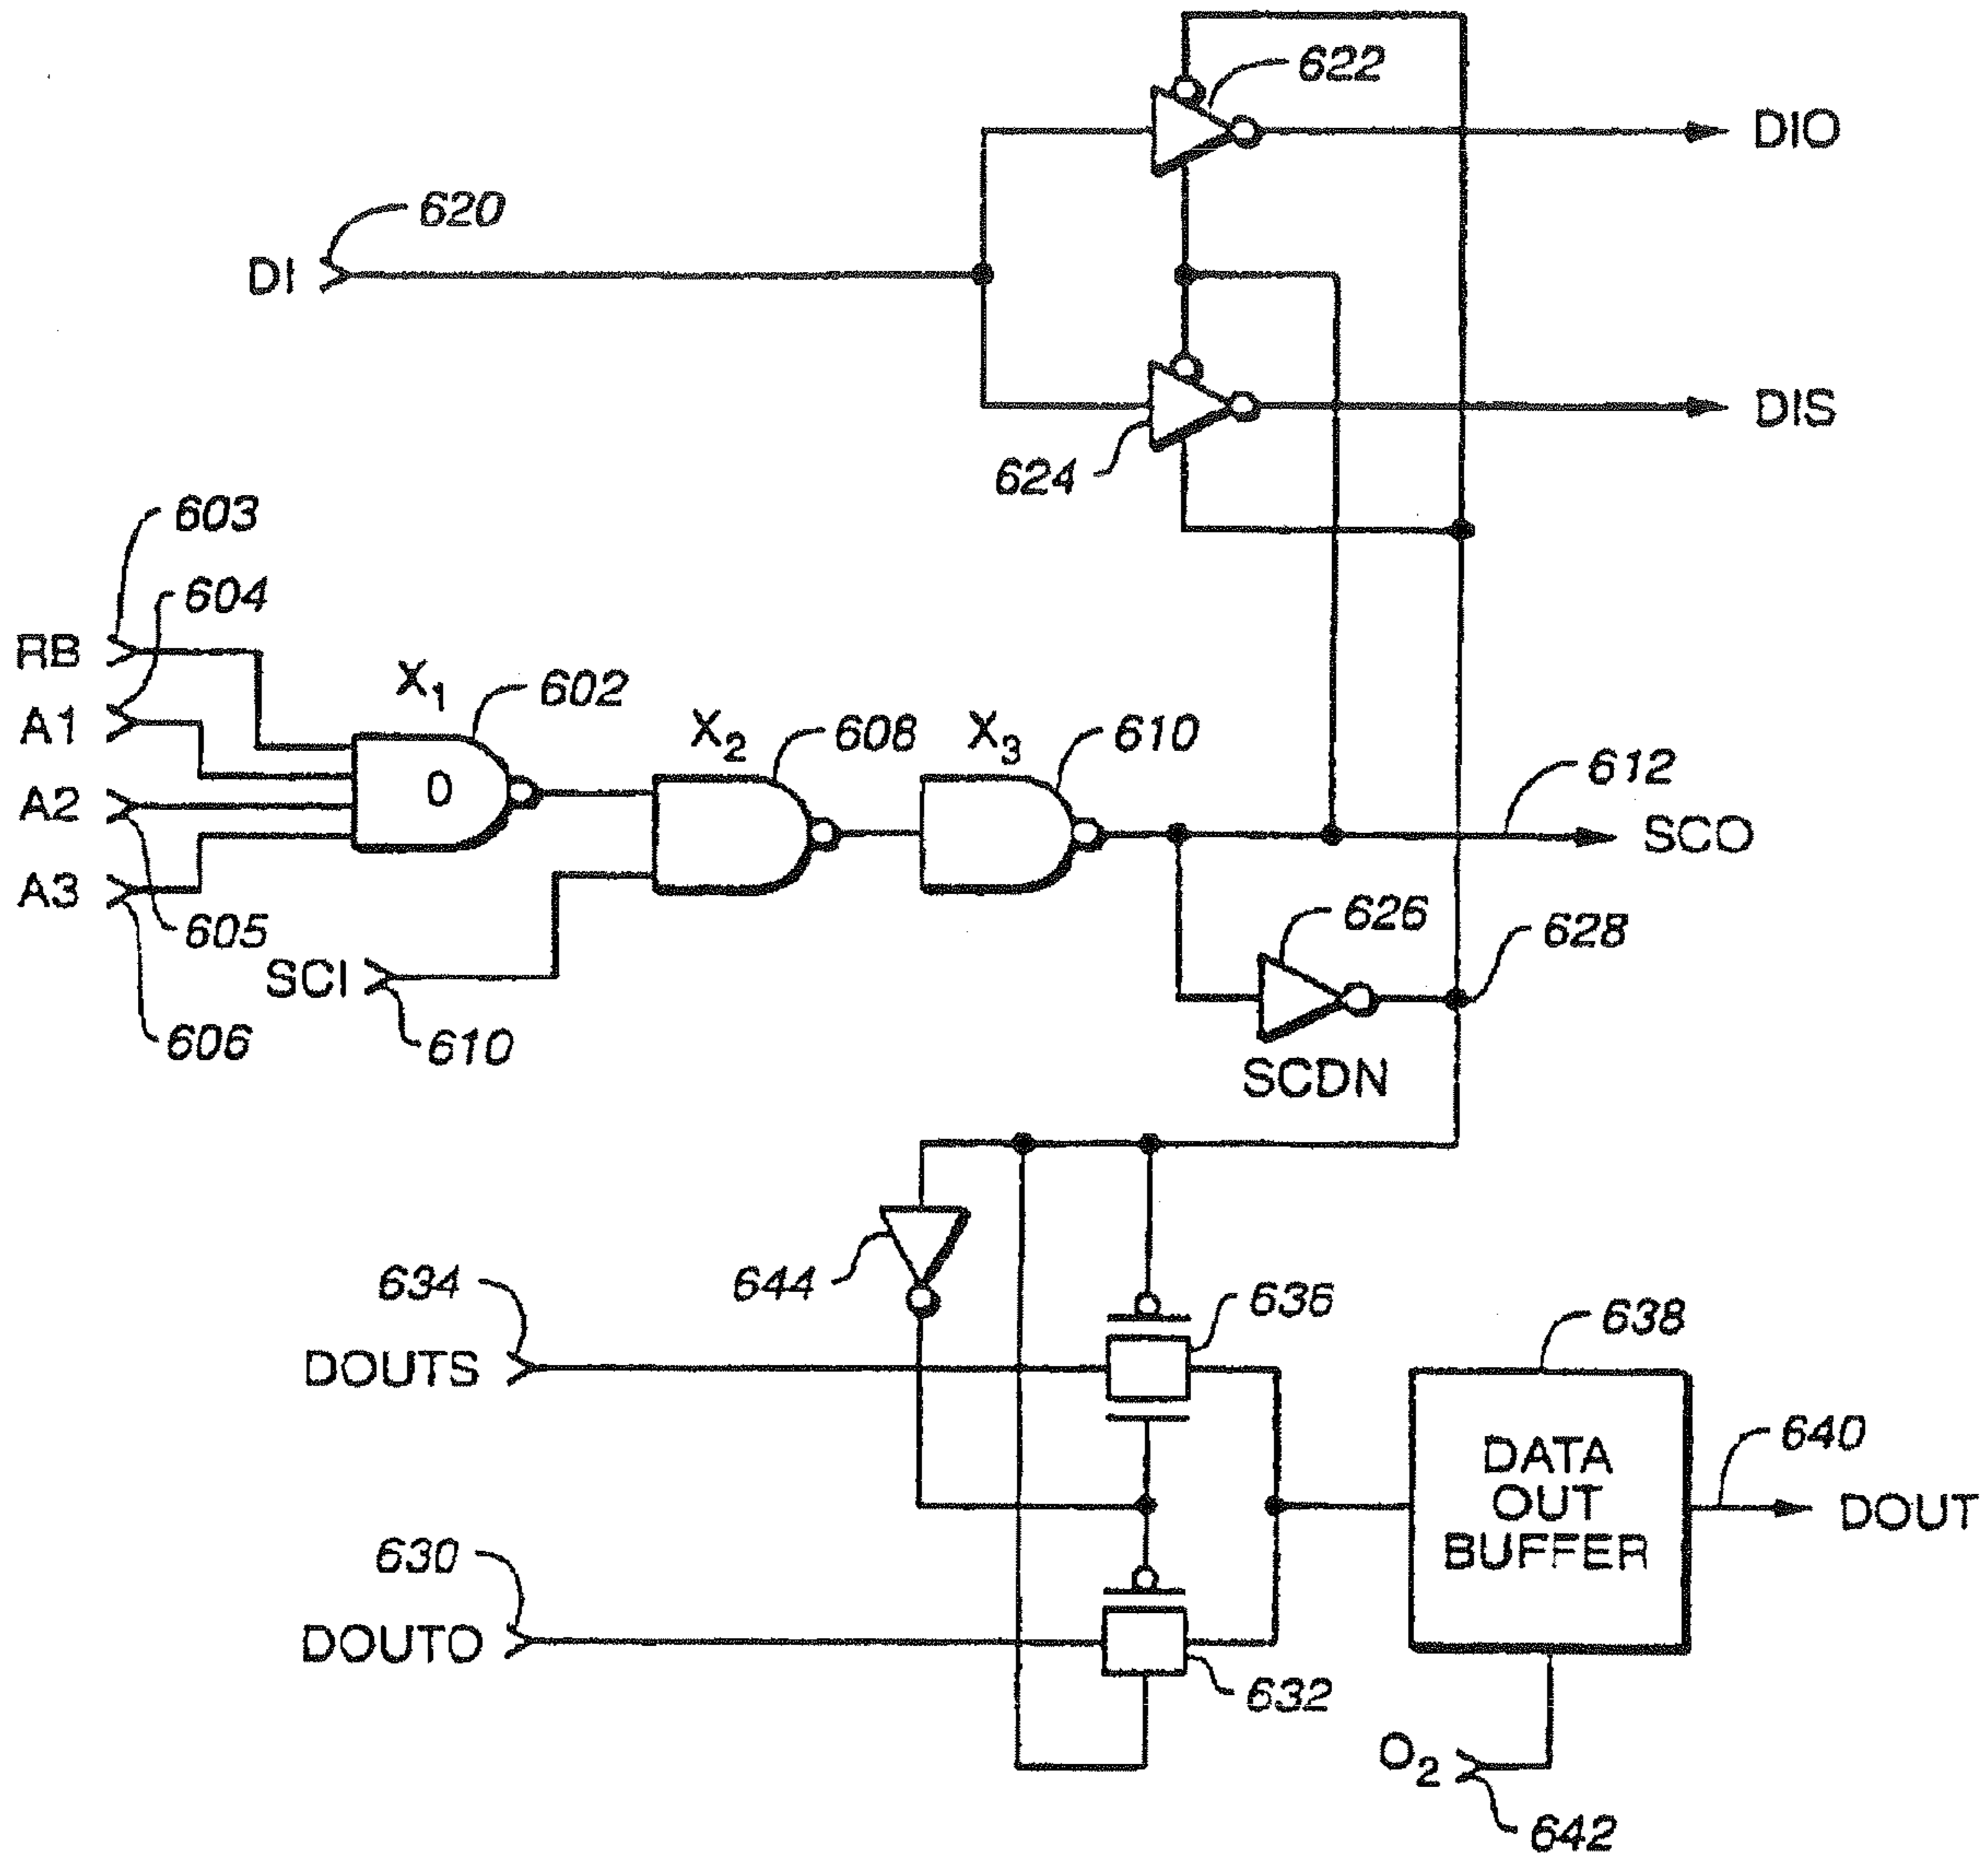 622
DIO
620
DI
DIS
624
603
604
RB
X1
602
A1
X2
608
X3
610
O
612
A2
SCO
A3
605
626
628
SCI
606
610
SCDN
634
644
636
638
DOUTS
DATA
OUT
BUFFER
640
DOUT
630
DOUTO
632
O2
642